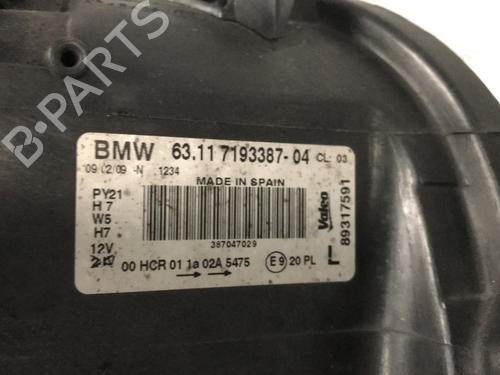 BMW 63.11 7193387-04 CL: 03
09 02/09 -N 1234
MADE IN SPAIN
PY21
H7
W5
H7
12V
387047029
00 HCR 01 1a 02A 5475
E9 20 PL
Valeo
89317591
L
B-PARTS